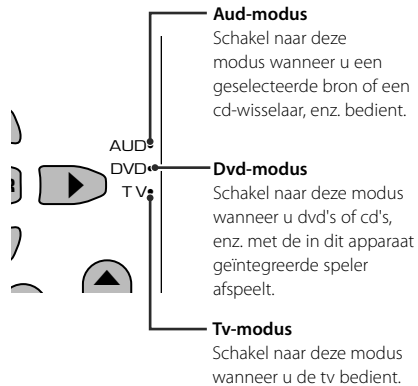 Aud-modus
Schakel naar deze
modus wanneer u een
geselecteerde bron of een
cd-wisselaar, enz. bedient.
AUD
DVD
TV
Dvd-modus
Schakel naar deze modus
wanneer u dvd's of cd's,
enz. met de in dit apparaat
geïntegreerde speler
afspeelt.
Tv-modus
Schakel naar deze modus
wanneer u de tv bedient.